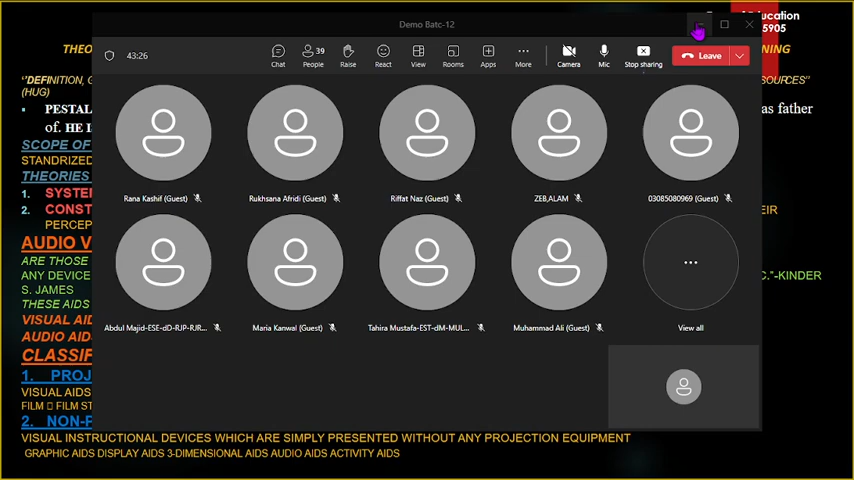 Demo Batc-12
ducation
5905
43:26
Chat
39
People
Raise
React
View
Rooms
Apps
More
Camera
Mic
Stop sharing
Leave
THEO
NING
"DEFINITION, G
SOURCES"
(HUG)
PESTAL
as father
of. HE I
SCOPE OF
STANDRIZED
THEORIES
1. SYSTE
2. CONST
EIR
PERCEP
AUDIO V
ARE THOSE
ANY DEVICE
C."-KINDER
S. JAMES
THESE AIDS
VISUAL AID
AUDIO AID
CLASSIF
1. PROJ
VISUAL AIDS
FILM FILM ST
2. NON-P
Rana Kashif (Guest)
Rukhsana Afridi (Guest)
Riffat Naz (Guest)
ZEB,ALAM
03085080969 (Guest)
Abdul Majid-ESE-dD-RJP-RJR...
Maria Kanwal (Guest)
Tahira Mustafa-EST-dM-MUL...
Muhammad Ali (Guest)
...
View all
VISUAL INSTRUCTIONAL DEVICES WHICH ARE SIMPLY PRESENTED WITHOUT ANY PROJECTION EQUIPMENT
GRAPHIC AIDS DISPLAY AIDS 3-DIMENSIONAL AIDS AUDIO AIDS ACTIVITY AIDS